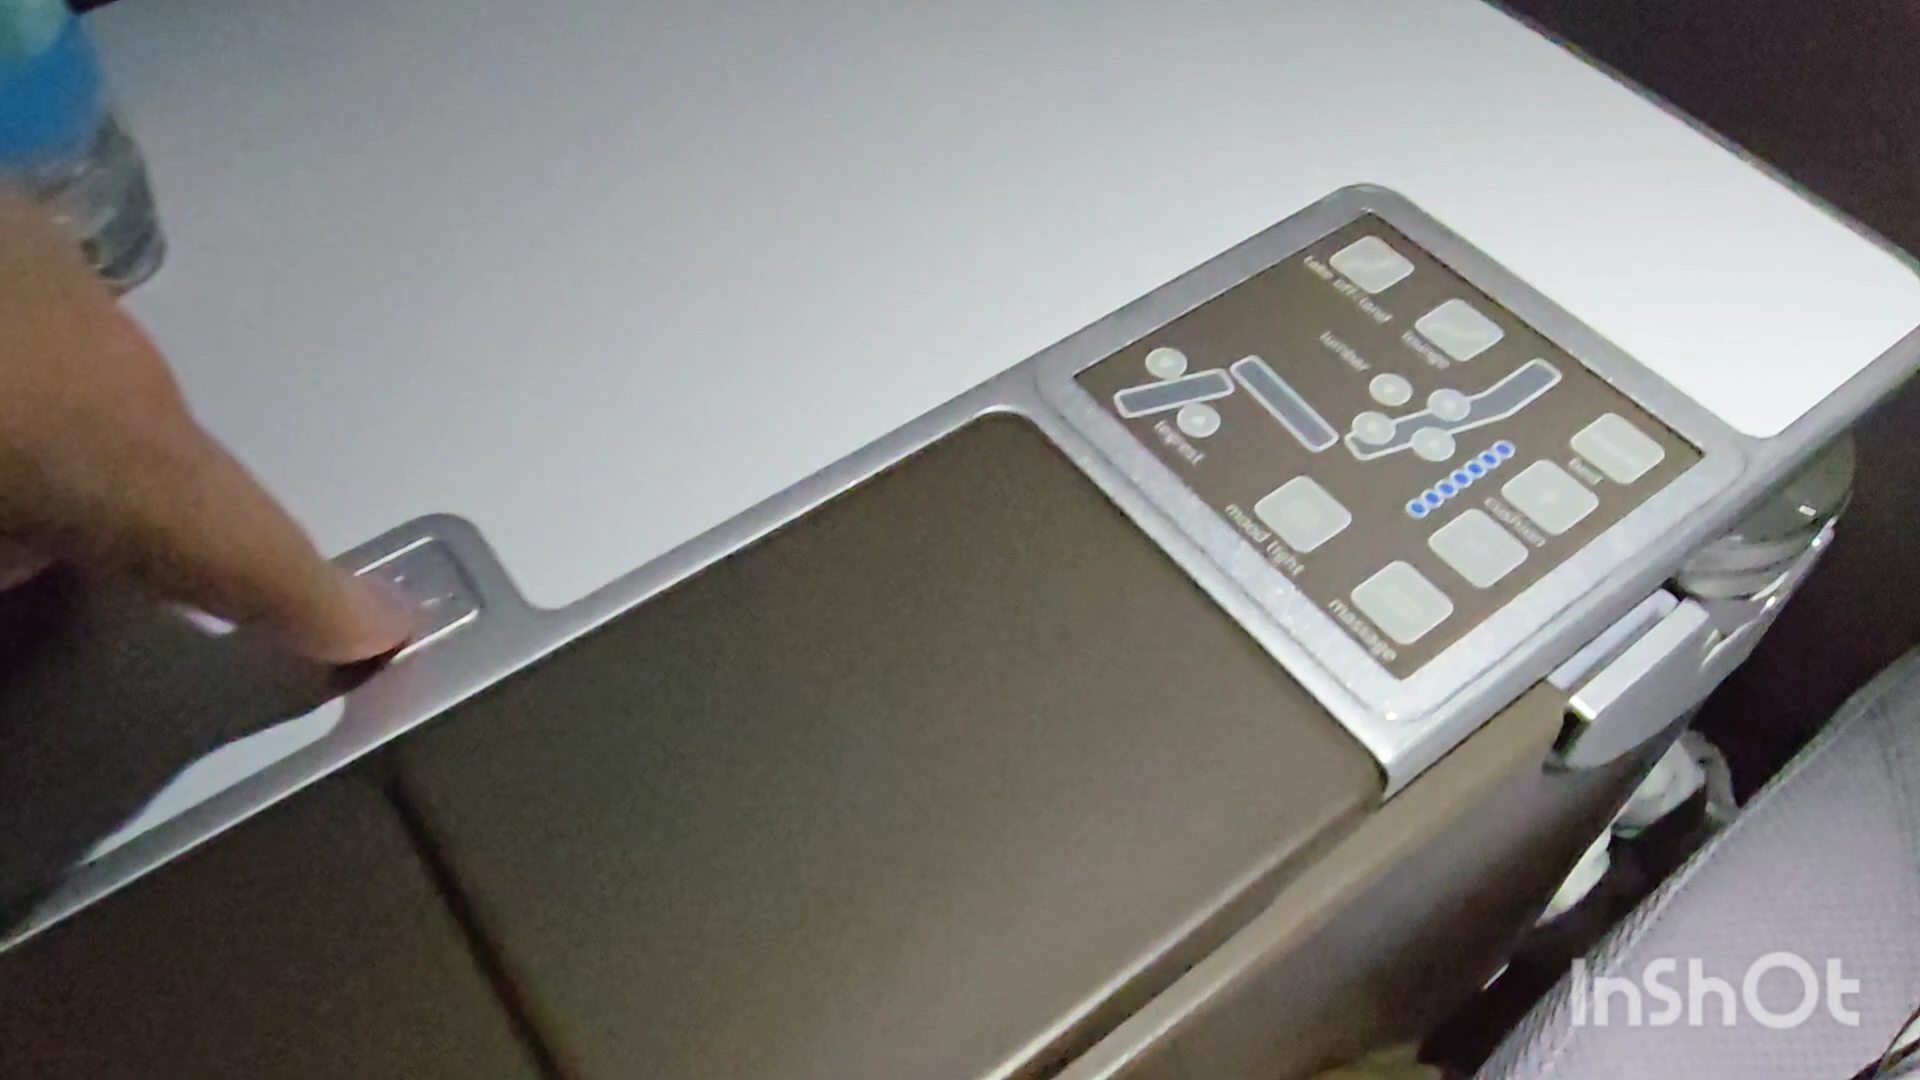 take off/land
lounge
lumbar
legrest
bed
cushion
mood light
massage
InShOt